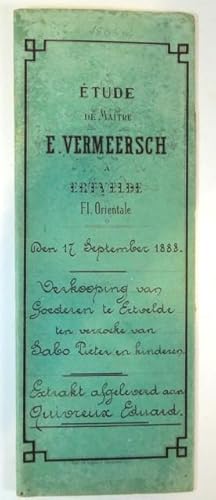 ÉTUDE
DE MAÎTRE
E. VERMEERSCH
A
ERTVELDE
Fl. Orientale
Den 17 September 1888.
Verkooping van
Goederen te Ertvelde
ten verzoeke van
Sabo Pieter en kinderen.
Extrakt afgeleverd aan
Quivreux Eduard.